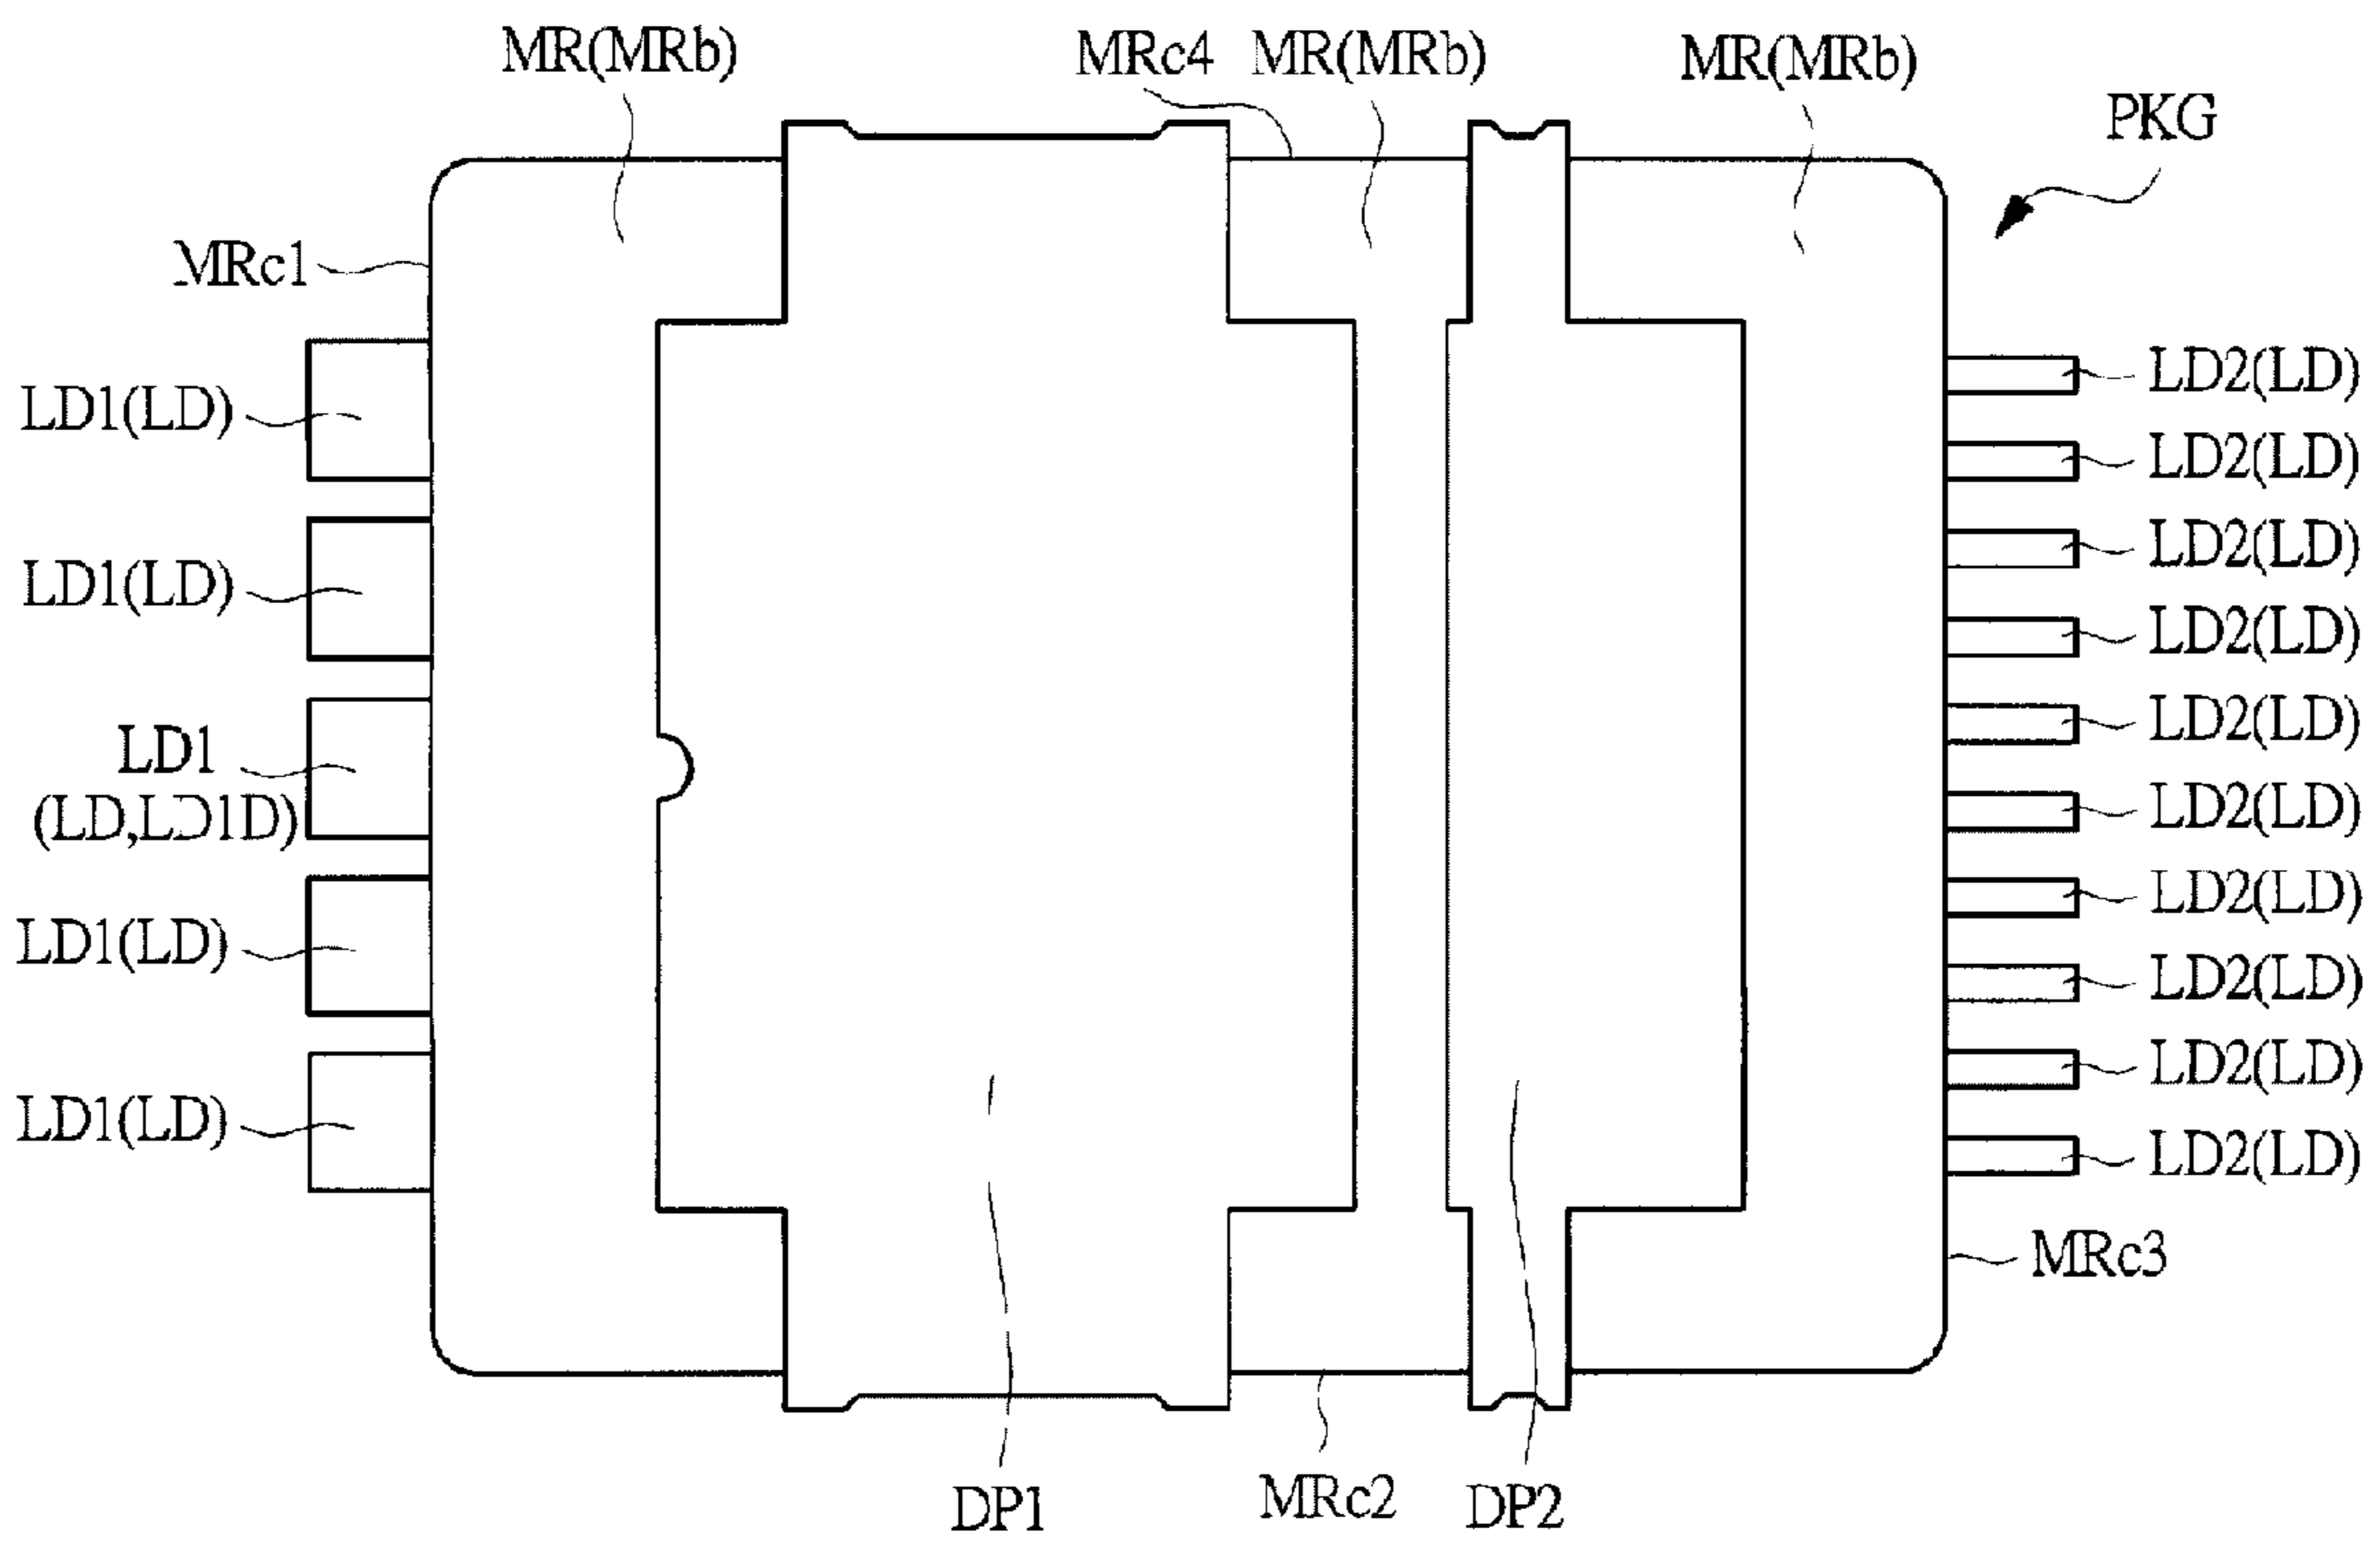 MR(MRb)
MRc4
MR(MRb)
MR(MRb)
PKG
MRc1
LD1(LD)
LD1(LD)
LD1
(LD,LD1D)
LD1(LD)
LD1(LD)
LD2(LD)
LD2(LD)
LD2(LD)
LD2(LD)
LD2(LD)
LD2(LD)
LD2(LD)
LD2(LD)
LD2(LD)
LD2(LD)
MRc3
DP1
MRc2
DP2